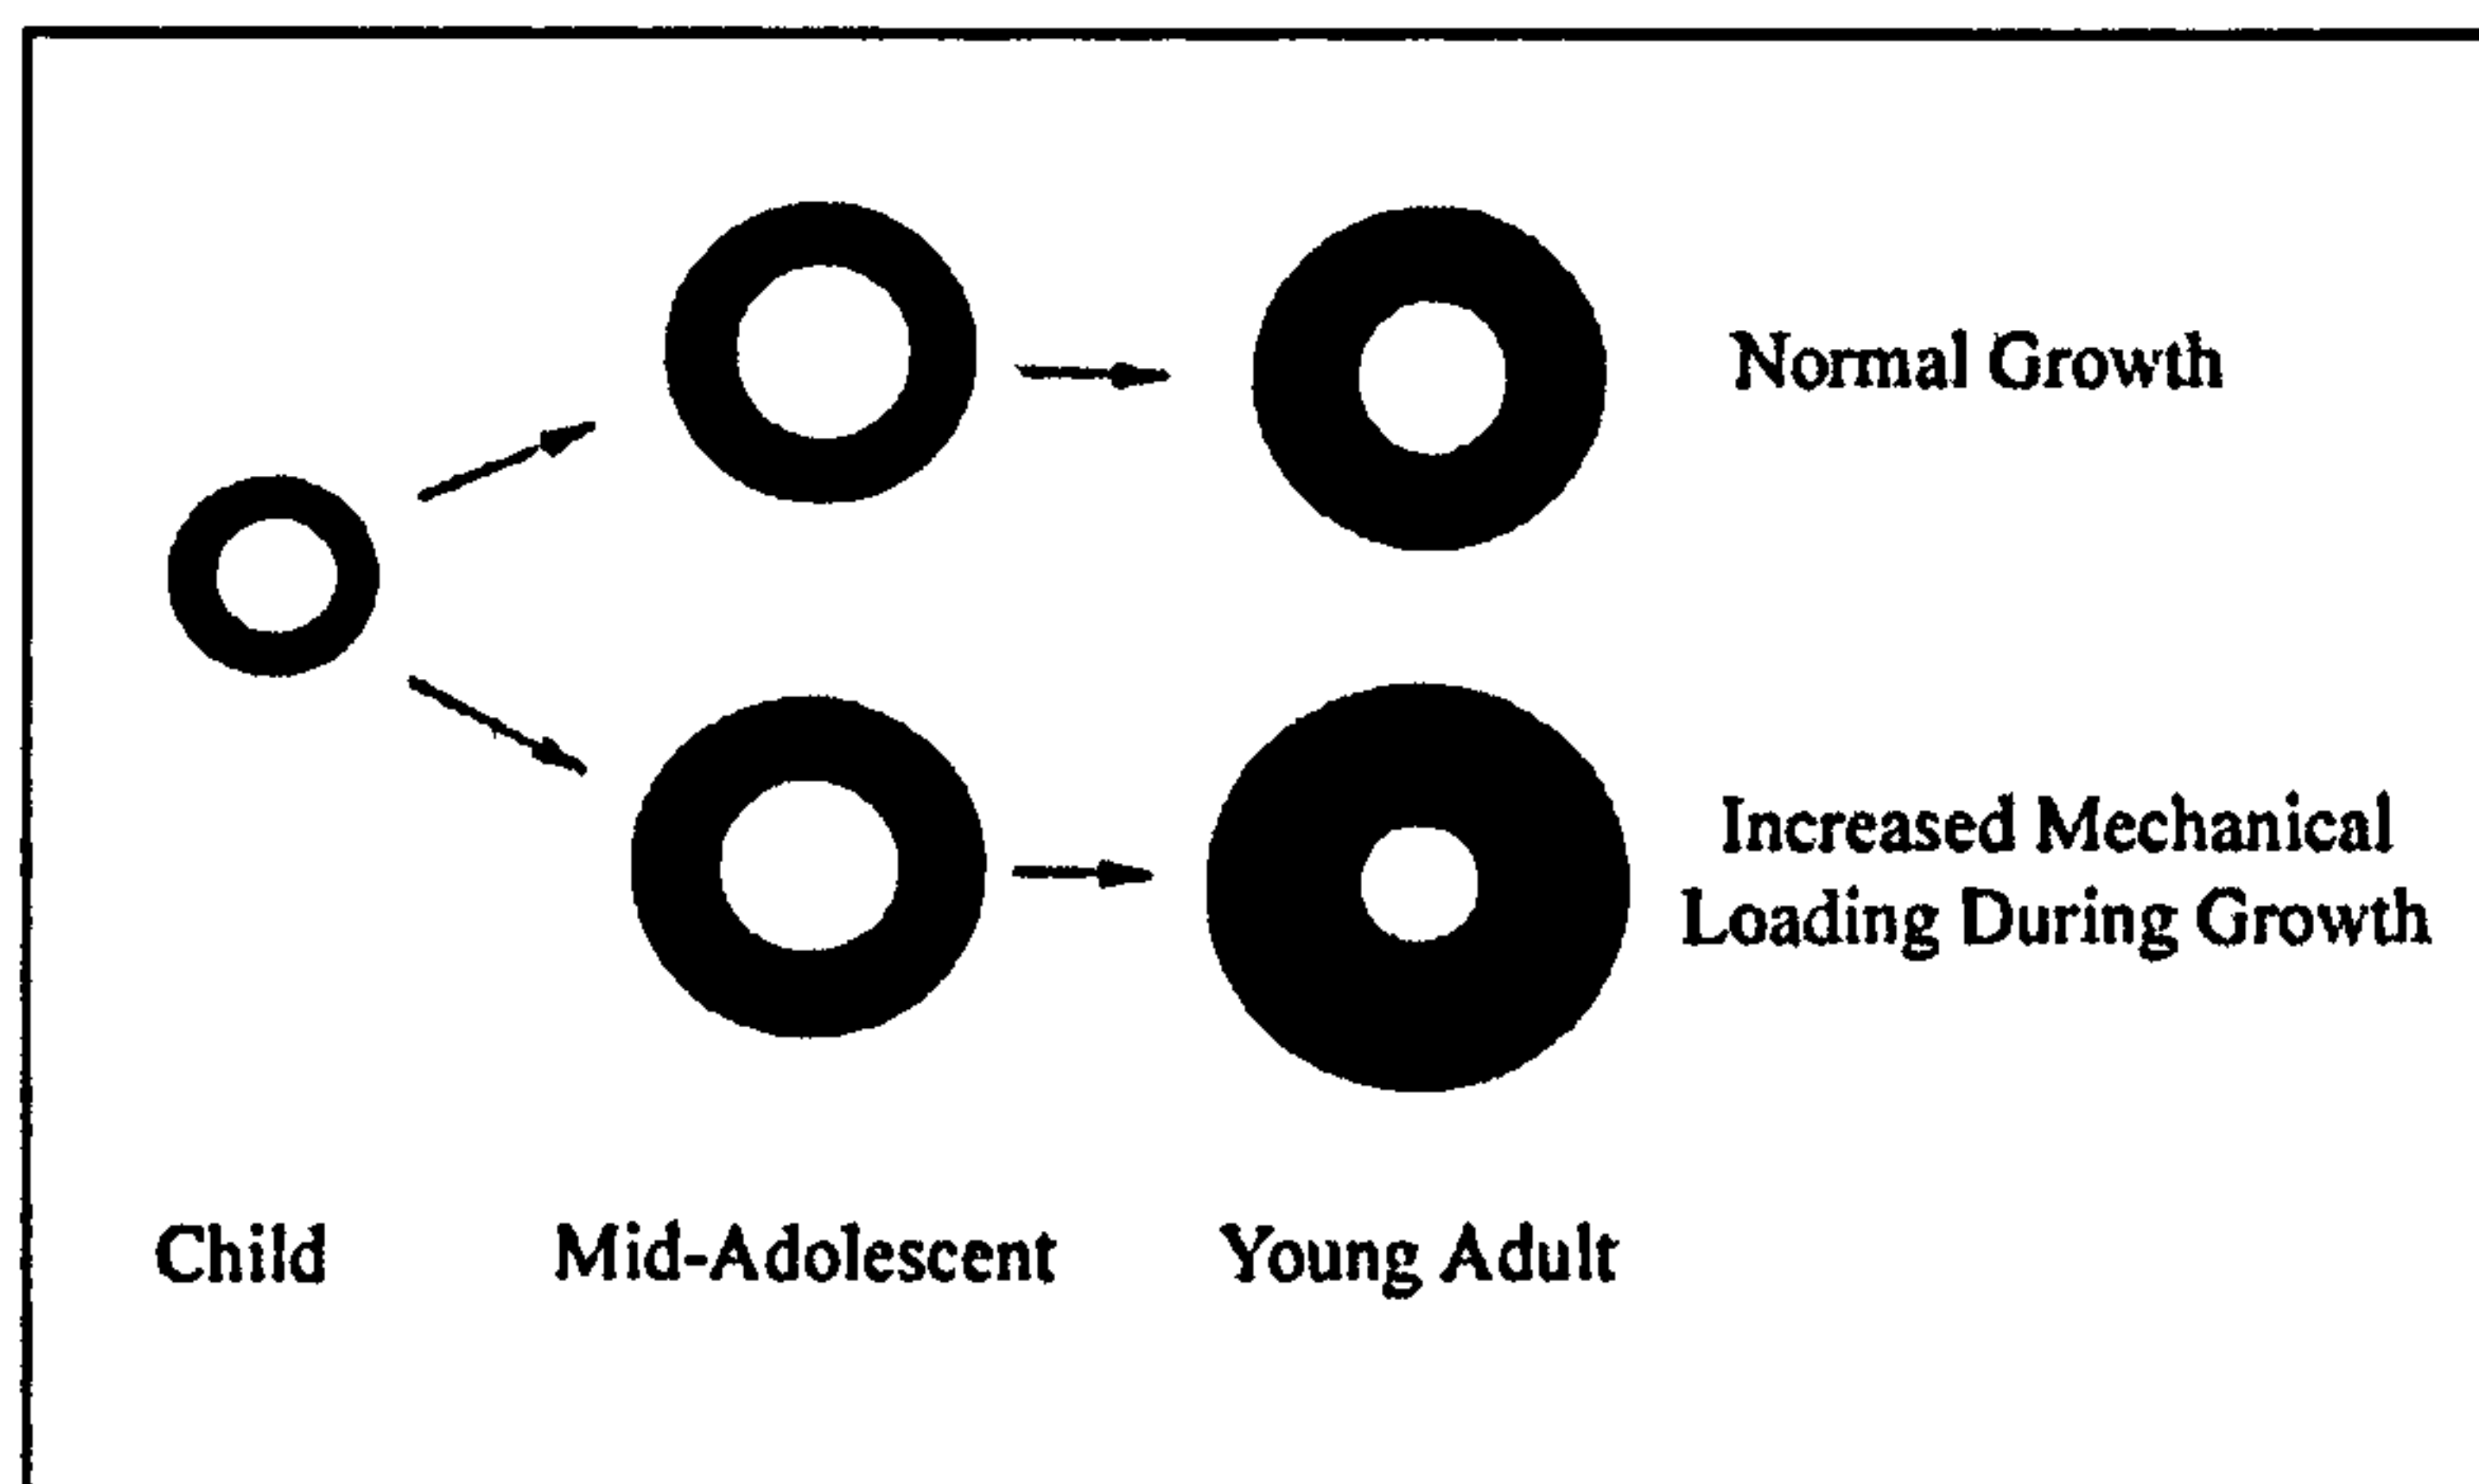 Normal Growth
Increased Mechanical
Loading During Growth
Child Mid-Adolescent Young Adult